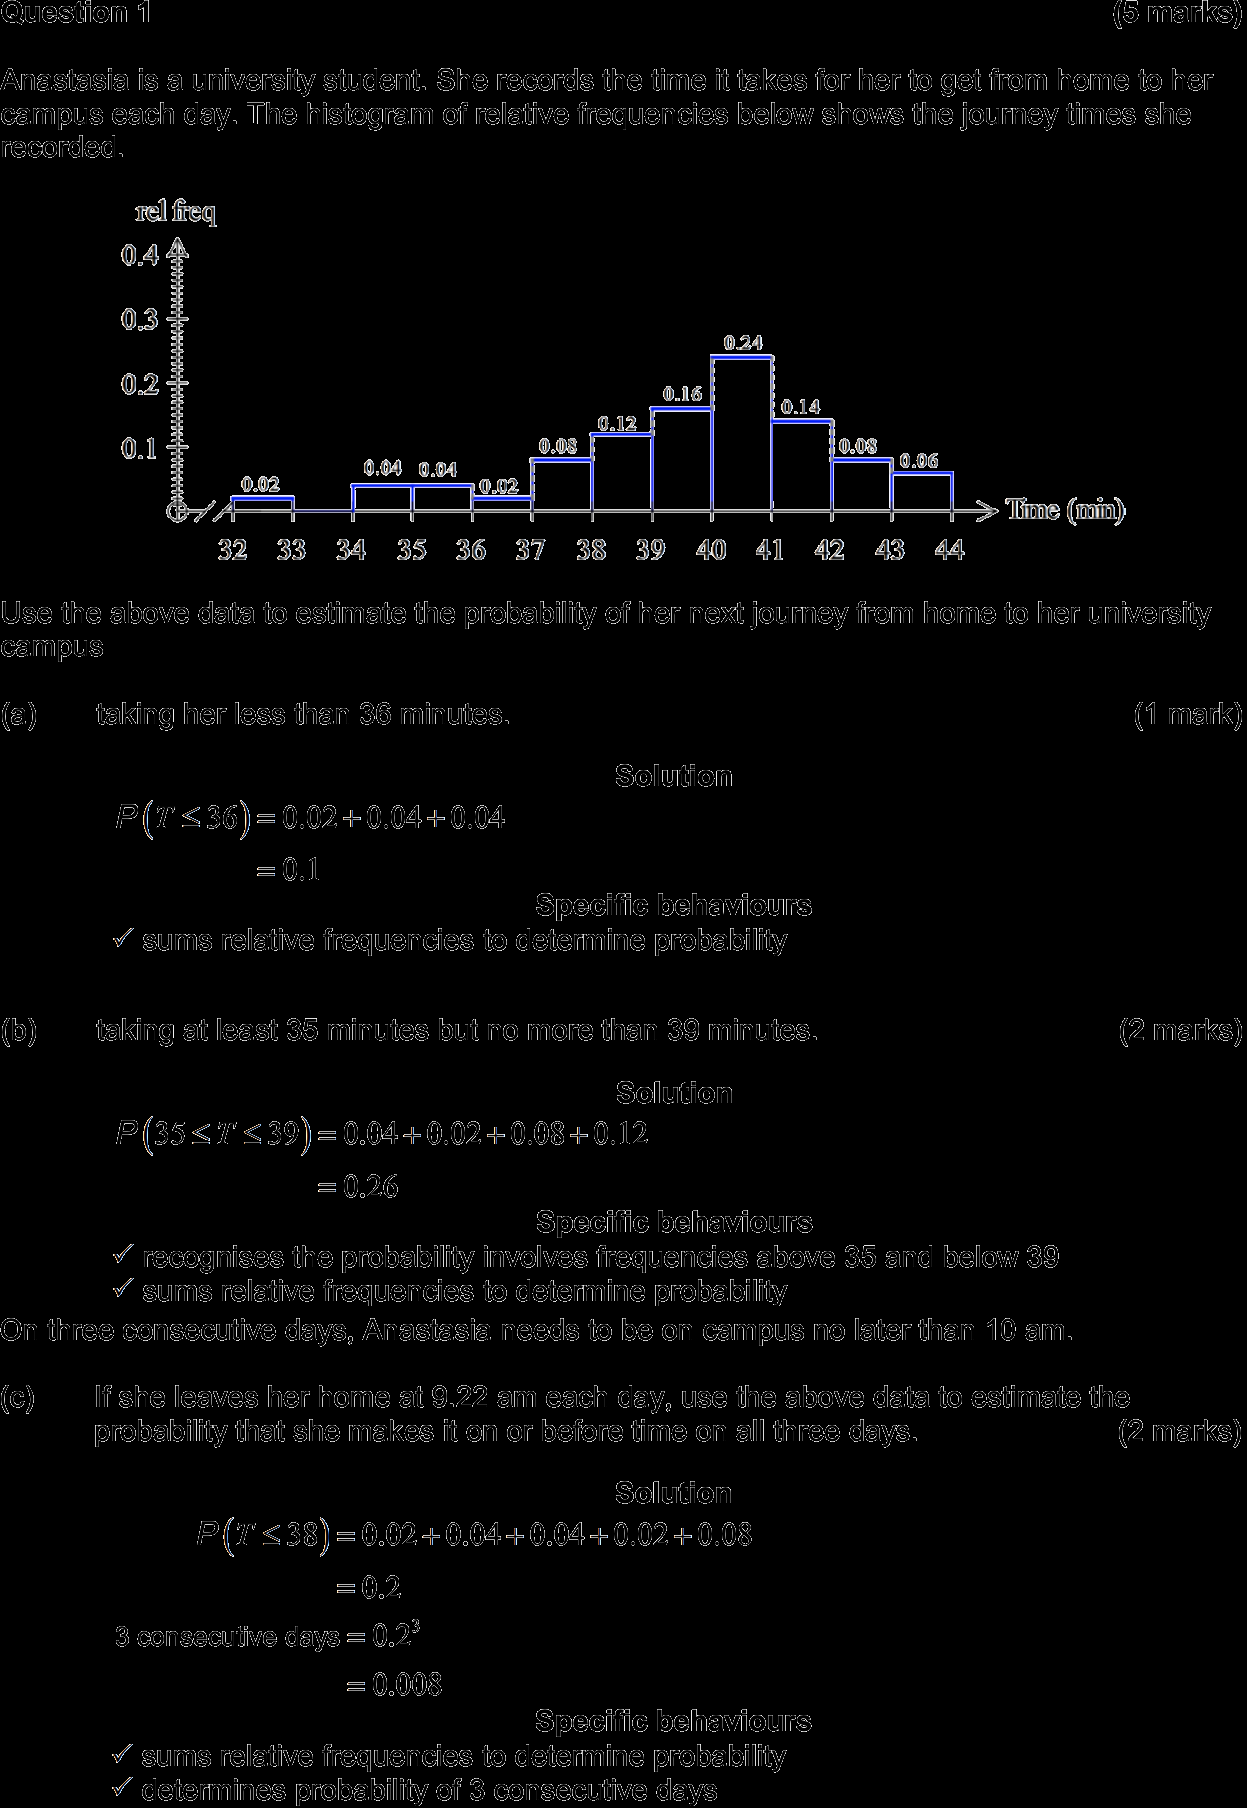 Question 1 (5 marks)
Anastasia is a university student. She records the time it takes for her to get from home to her
campus each day. The histogram of relative frequencies below shows the journey times she
recorded.
rel freq
0.4
0.3
0.2
0.1
0
0.02
0.04
0.04
0.02
0.08
0.12
0.16
0.24
0.14
0.08
0.06
Time (min)
32 33 34 35 36 37 38 39 40 41 42 43 44
Use the above data to estimate the probability of her next journey from home to her university
campus
(a) taking her less than 36 minutes. (1 mark)
Solution
P(T ≤ 36) = 0.02 + 0.04 + 0.04
= 0.1
Specific behaviours
✓ sums relative frequencies to determine probability
(b) taking at least 35 minutes but no more than 39 minutes. (2 marks)
Solution
P(35 ≤ T ≤ 39) = 0.04 + 0.02 + 0.08 + 0.12
= 0.26
Specific behaviours
✓ recognises the probability involves frequencies above 35 and below 39
✓ sums relative frequencies to determine probability
On three consecutive days, Anastasia needs to be on campus no later than 10 am.
(c) If she leaves her home at 9.22 am each day, use the above data to estimate the
probability that she makes it on or before time on all three days. (2 marks)
Solution
P(T ≤ 38) = 0.02 + 0.04 + 0.04 + 0.02 + 0.08
= 0.2
3 consecutive days = 0.2³
= 0.008
Specific behaviours
✓ sums relative frequencies to determine probability
✓ determines probability of 3 consecutive days